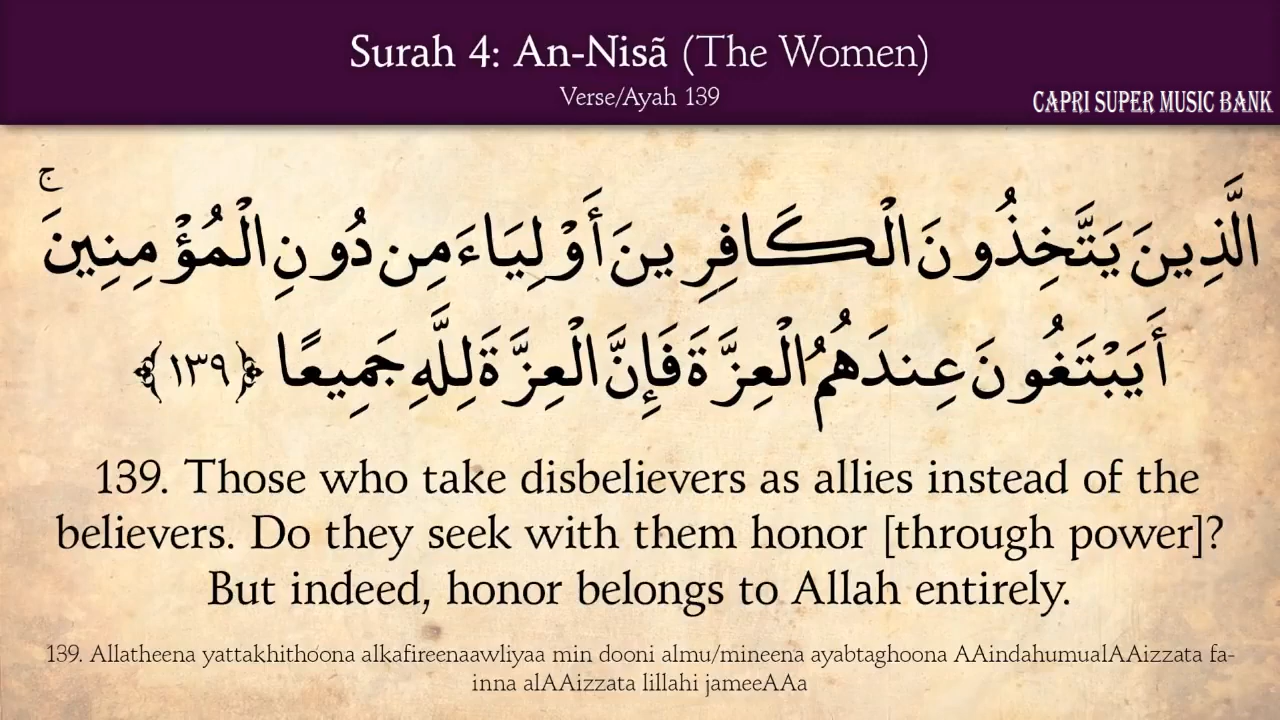 Surah 4: An-Nisã (The Women)
Verse/Ayah 139
CAPRI SUPER MUSIC BANK
الَّذِينَ يَتَّخِذُونَ الْكَافِرِينَ أَوْلِيَاءَ مِن دُونِ الْمُؤْمِنِينَ ۚ
أَيَبْتَغُونَ عِندَهُمُ الْعِزَّةَ فَإِنَّ الْعِزَّةَ لِلَّهِ جَمِيعًا ﴿١٣٩﴾
139. Those who take disbelievers as allies instead of the
believers. Do they seek with them honor [through power]?
But indeed, honor belongs to Allah entirely.
139. Allatheena yattakhithoona alkafireenaawliyaa min dooni almu/mineena ayabtaghoona AAindahumualAAizzata fa-
inna alAAizzata lillahi jameeAAa